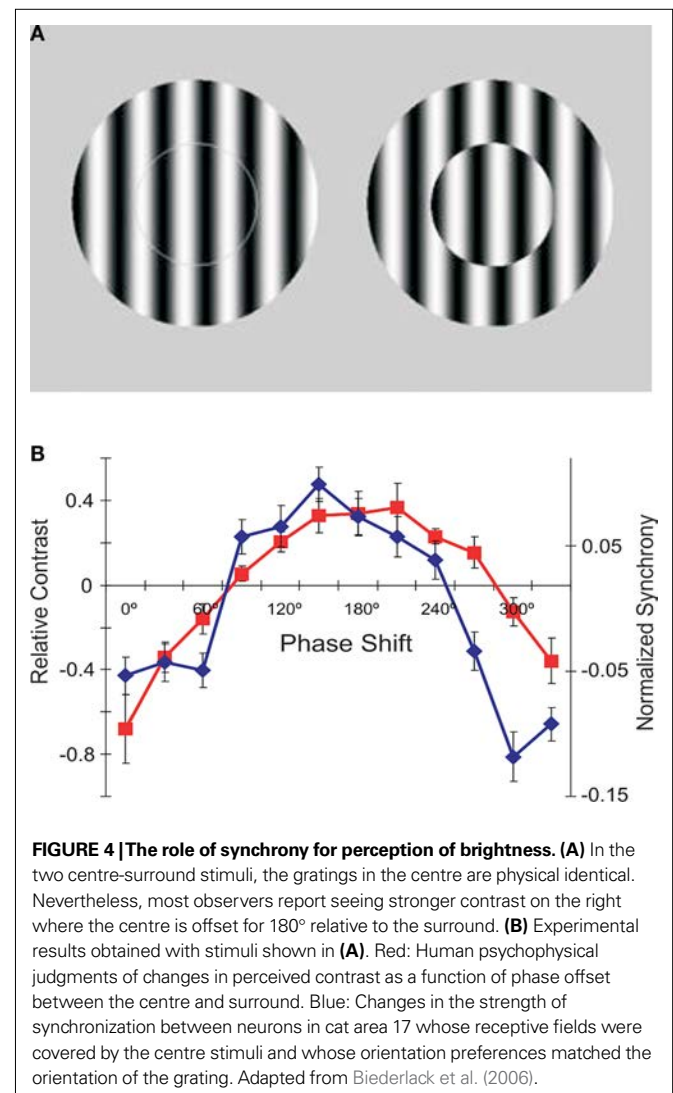 A
B
0.4
0
-0.4
-0.8
Relative Contrast
0°
60°
120°
180°
240°
300°
Phase Shift
0.05
-0.05
-0.15
Normalized Synchrony
FIGURE 4 | The role of synchrony for perception of brightness. (A) In the
two centre-surround stimuli, the gratings in the centre are physical identical.
Nevertheless, most observers report seeing stronger contrast on the right
where the centre is offset for 180° relative to the surround. (B) Experimental
results obtained with stimuli shown in (A). Red: Human psychophysical
judgments of changes in perceived contrast as a function of phase offset
between the centre and surround. Blue: Changes in the strength of
synchronization between neurons in cat area 17 whose receptive fields were
covered by the centre stimuli and whose orientation preferences matched the
orientation of the grating. Adapted from Biederlack et al. (2006).